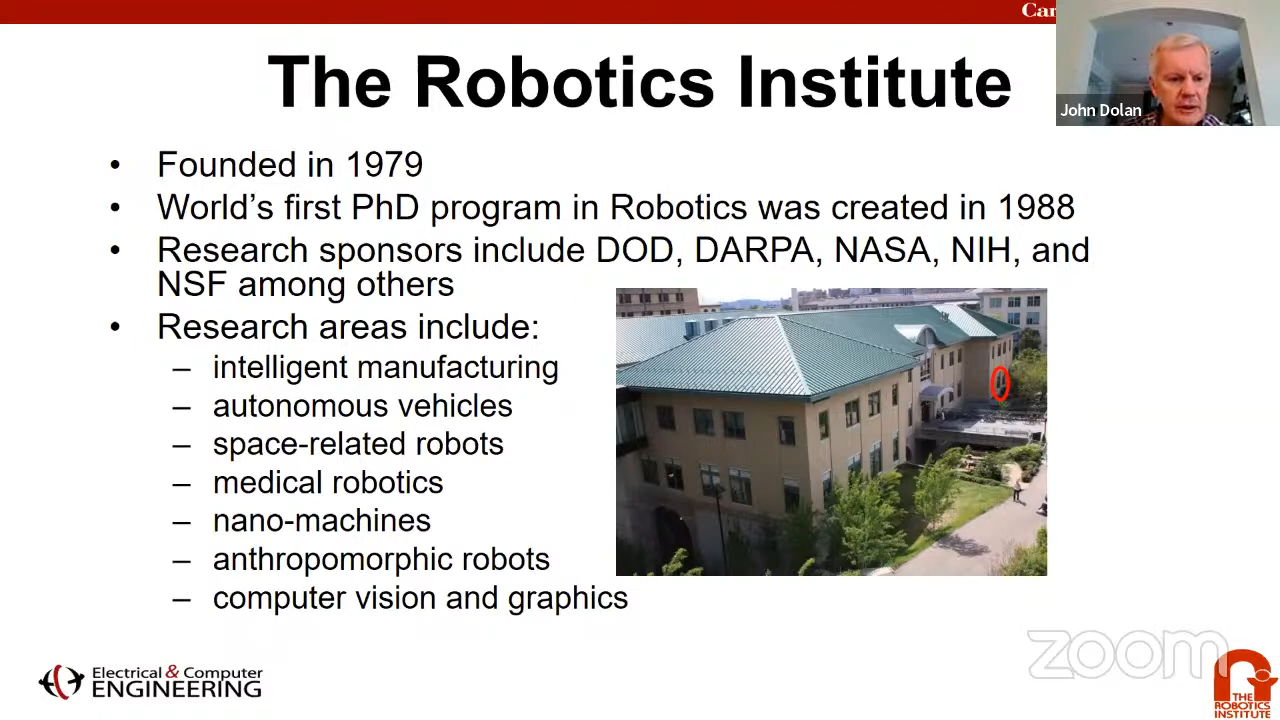 The Robotics Institute
John Dolan
• Founded in 1979
• World’s first PhD program in Robotics was created in 1988
• Research sponsors include DOD, DARPA, NASA, NIH, and
NSF among others
• Research areas include:
– intelligent manufacturing
– autonomous vehicles
– space-related robots
– medical robotics
– nano-machines
– anthropomorphic robots
– computer vision and graphics
Electrical & Computer
ENGINEERING
zoom
THE
ROBOTICS
INSTITUTE